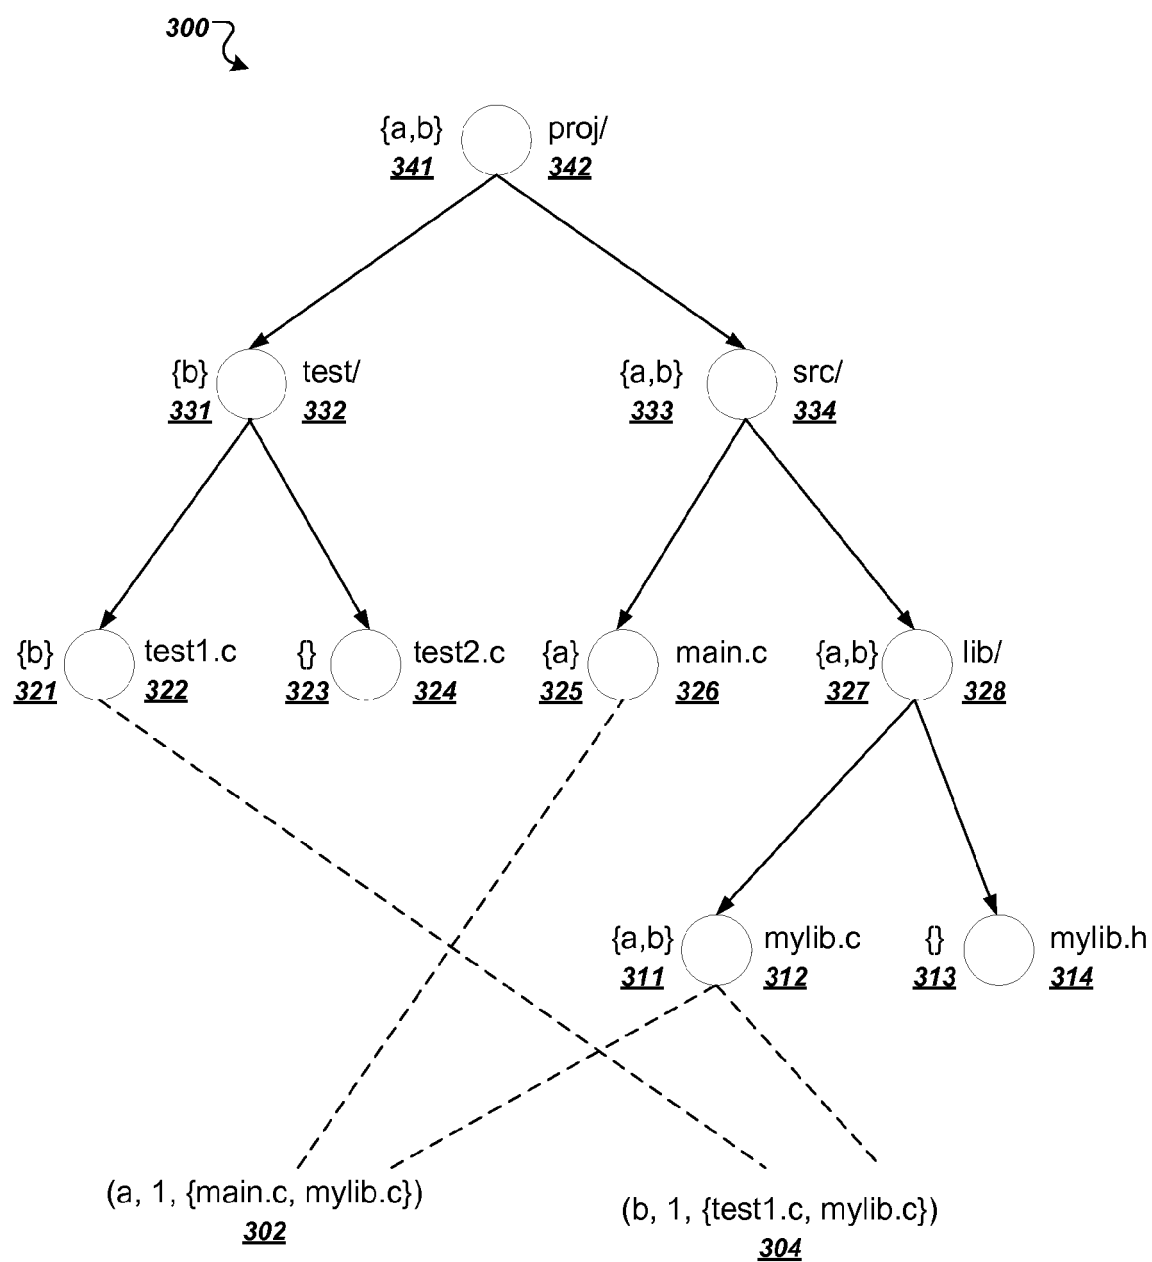 300
{a,b} proj/
341 342
{b} test/ {a,b} src/
331 332 333 334
{b} test1.c {} test2.c {a} main.c {a,b} lib/
321 322 323 324 325 326 327 328
{a,b} mylib.c {} mylib.h
311 312 313 314
(a, 1, {main.c, mylib.c})
302
(b, 1, {test1.c, mylib.c})
304